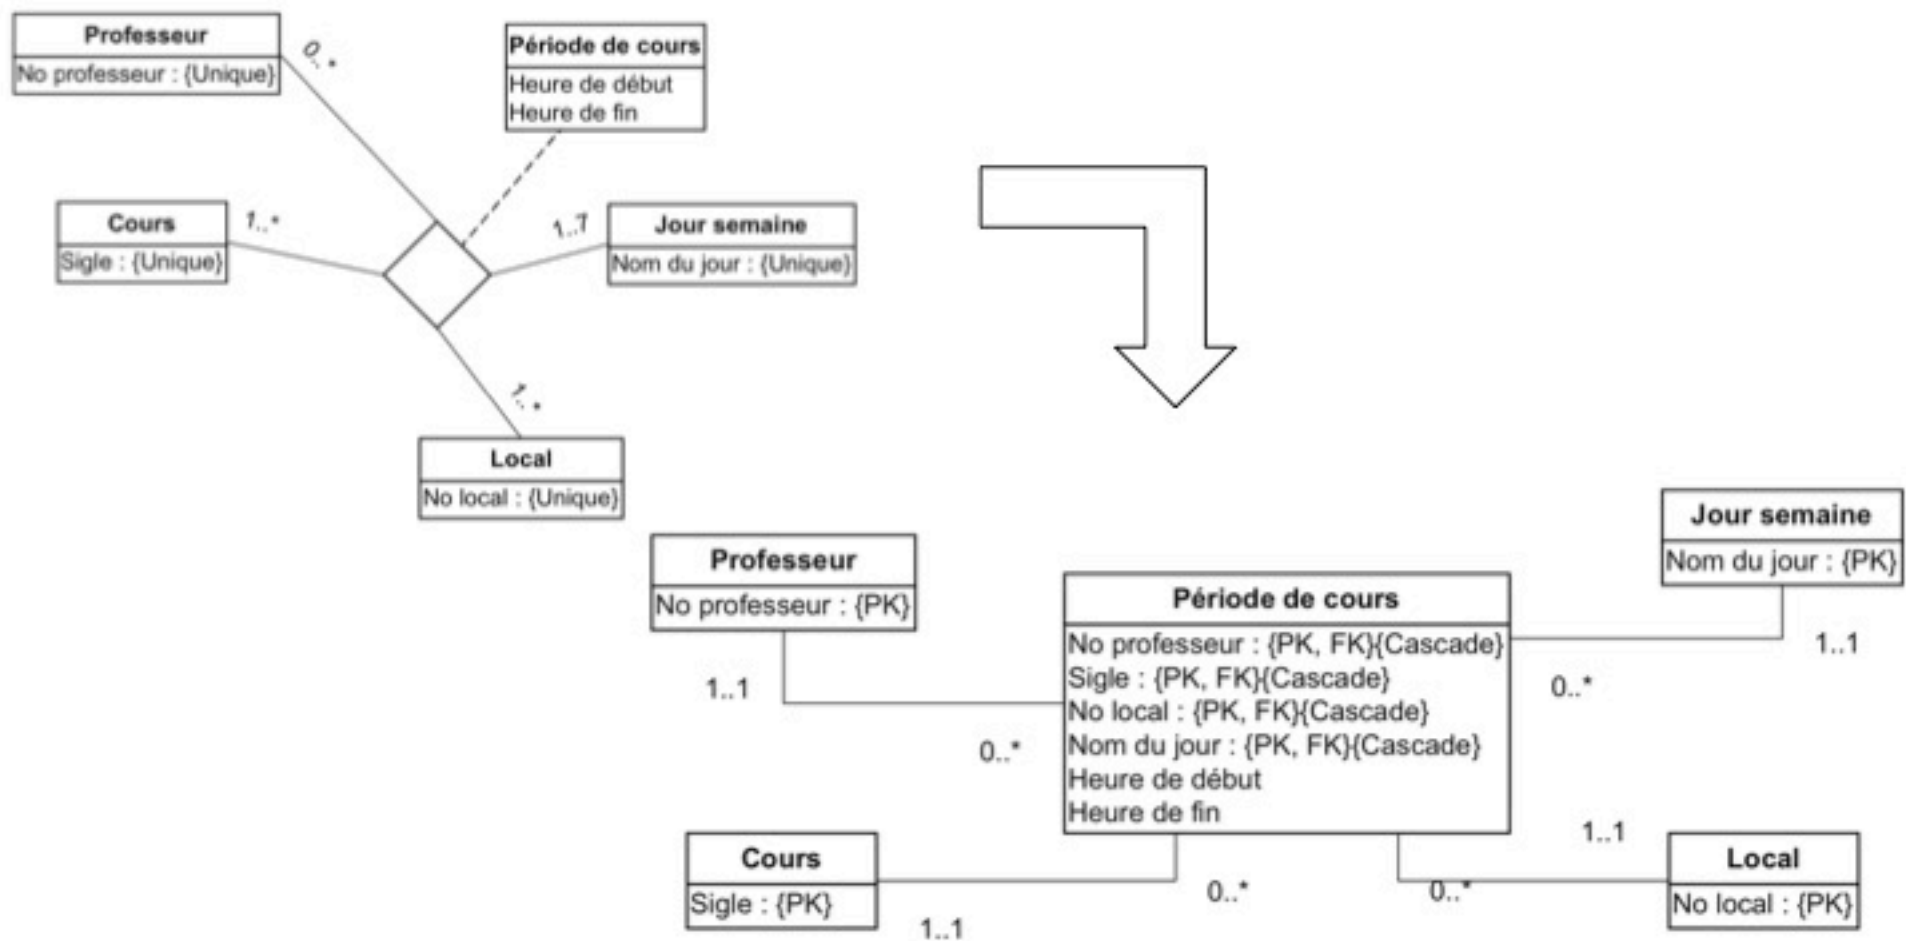 Professeur
No professeur : {Unique}
0..*
Période de cours
Heure de début
Heure de fin
Cours
Sigle : {Unique}
1..*
1..7
Jour semaine
Nom du jour : {Unique}
1..*
Local
No local : {Unique}
Professeur
No professeur : {PK}
1..1
0..*
Période de cours
No professeur : {PK, FK}{Cascade}
Sigle : {PK, FK}{Cascade}
No local : {PK, FK}{Cascade}
Nom du jour : {PK, FK}{Cascade}
Heure de début
Heure de fin
Jour semaine
Nom du jour : {PK}
1..1
0..*
Cours
Sigle : {PK}
1..1
0..*
0..*
1..1
Local
No local : {PK}